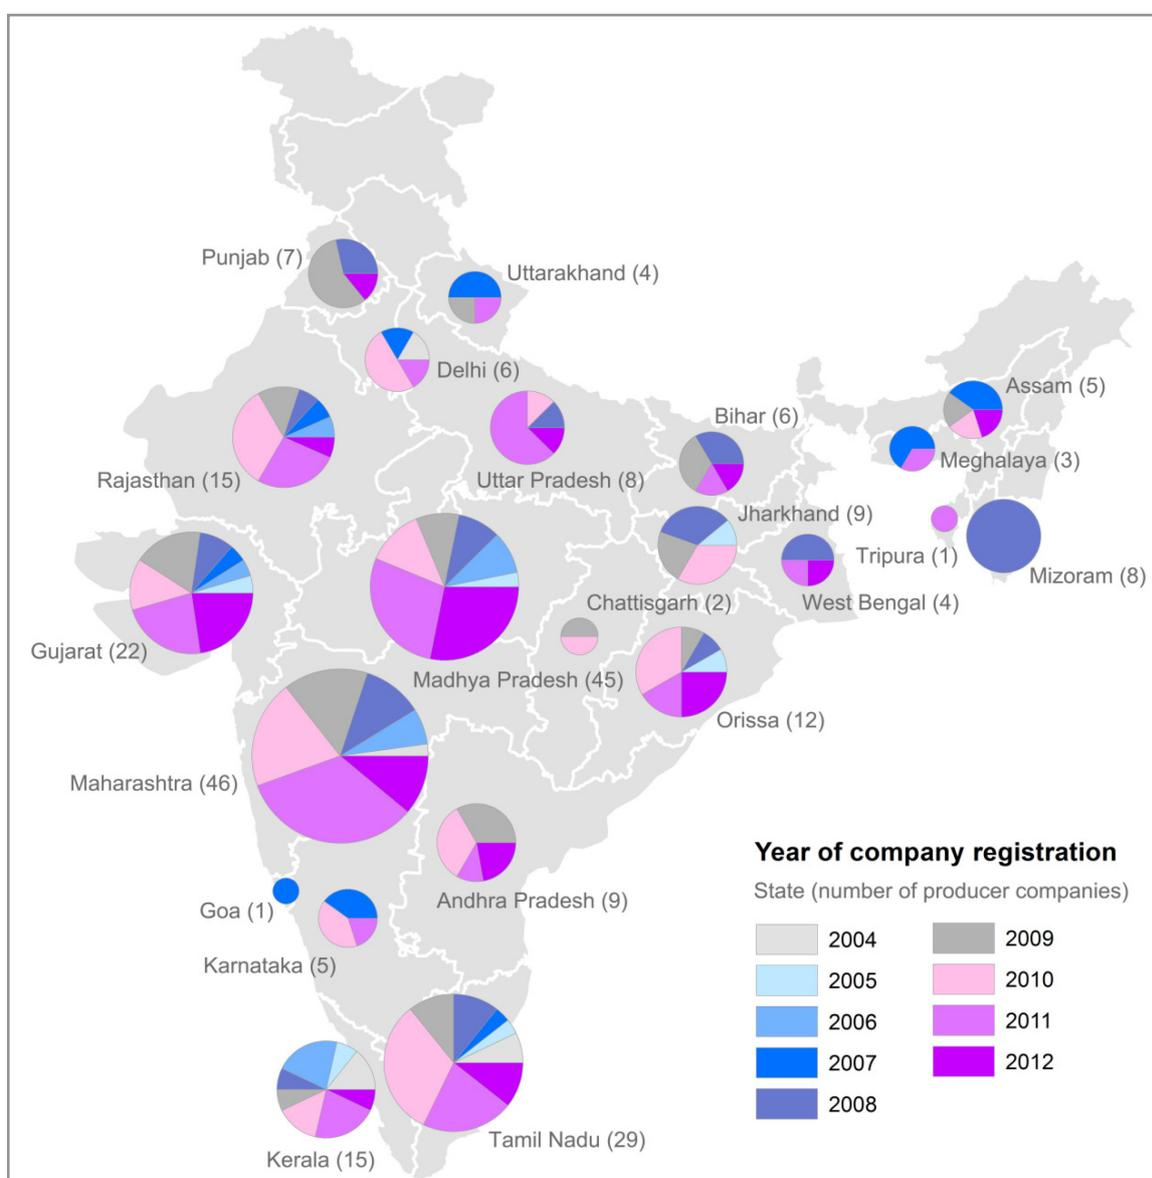 Punjab (7)
Uttarakhand (4)
Delhi (6)
Assam (5)
Bihar (6)
Meghalaya (3)
Rajasthan (15)
Uttar Pradesh (8)
Jharkhand (9)
Tripura (1)
Mizoram (8)
Chattisgarh (2)
West Bengal (4)
Gujarat (22)
Madhya Pradesh (45)
Orissa (12)
Maharashtra (46)
Andhra Pradesh (9)
Goa (1)
Karnataka (5)
Tamil Nadu (29)
Kerala (15)
Year of company registration
State (number of producer companies)
2004
2005
2006
2007
2008
2009
2010
2011
2012